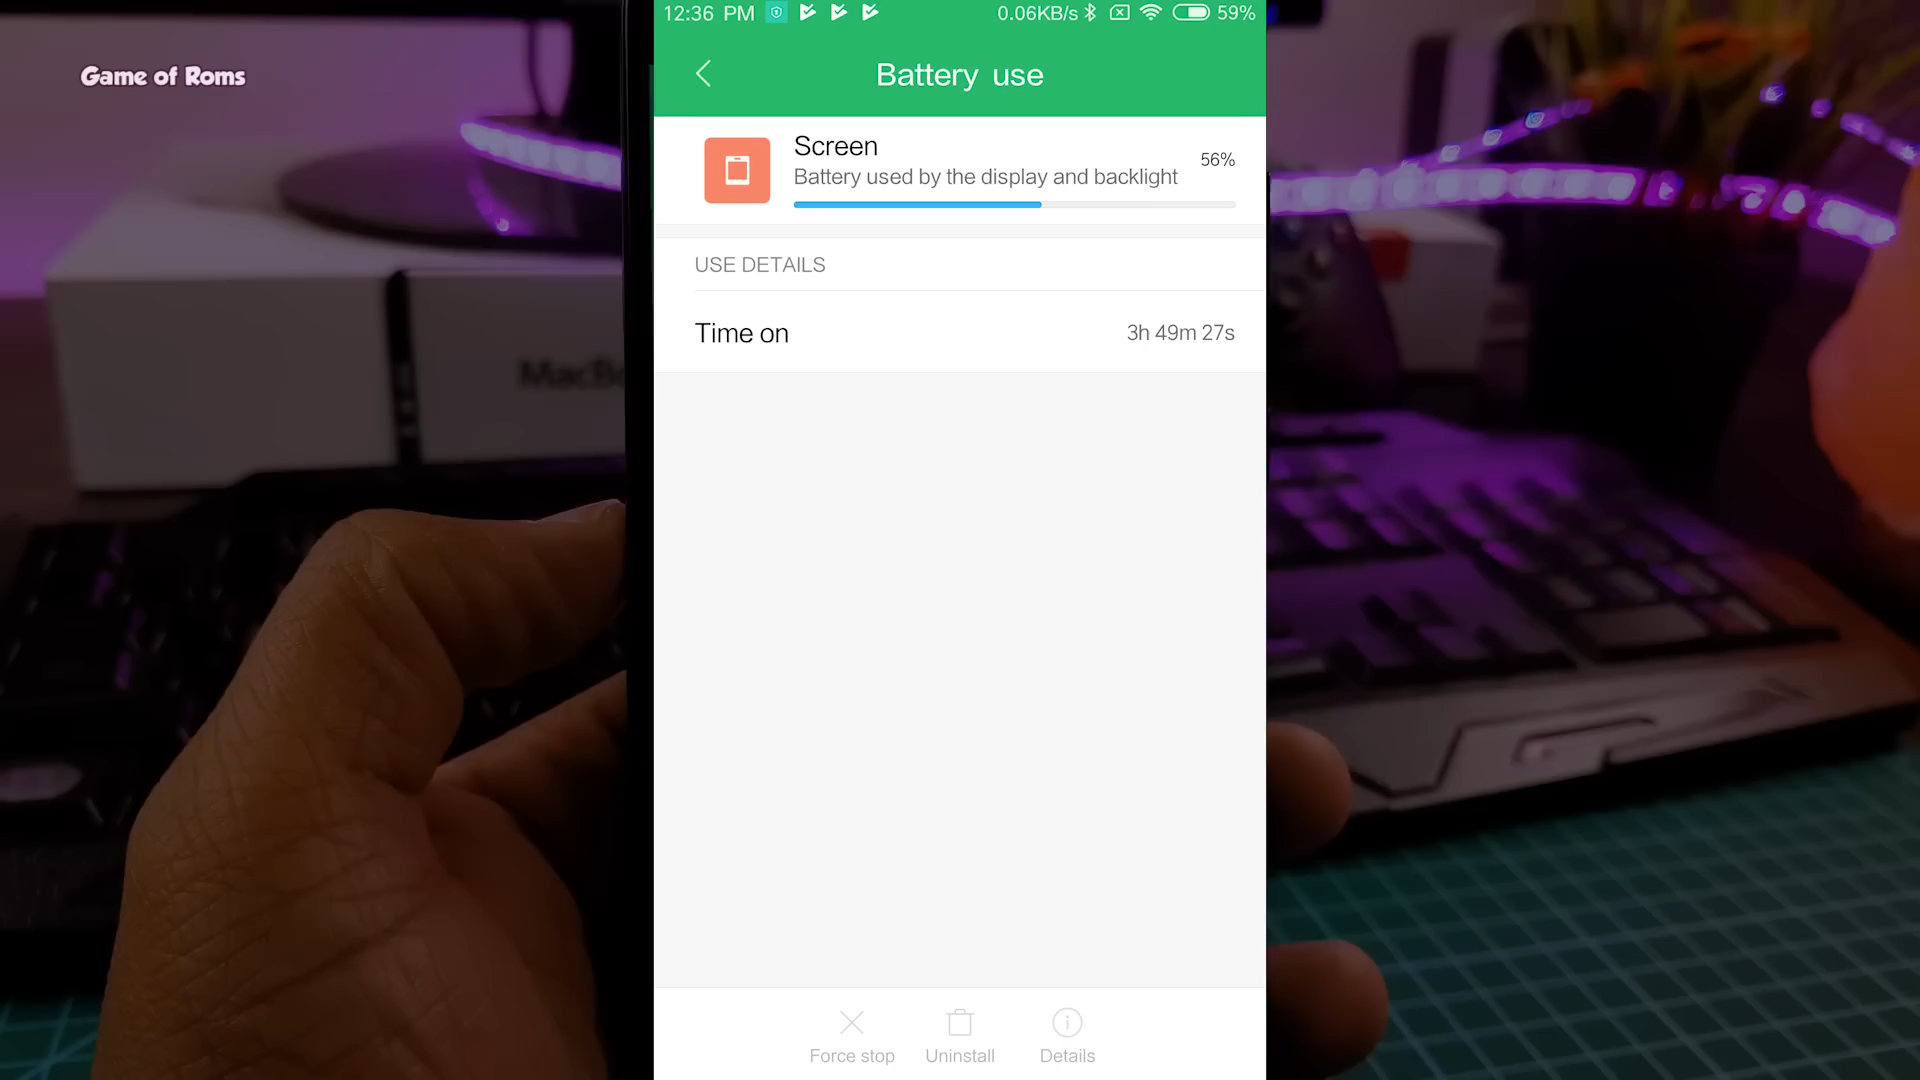 12:36 PM 0.06KB/s 59%
Game of Roms
Battery use
Screen
56%
Battery used by the display and backlight
USE DETAILS
Time on 3h 49m 27s
MacBo
Force stop Uninstall Details